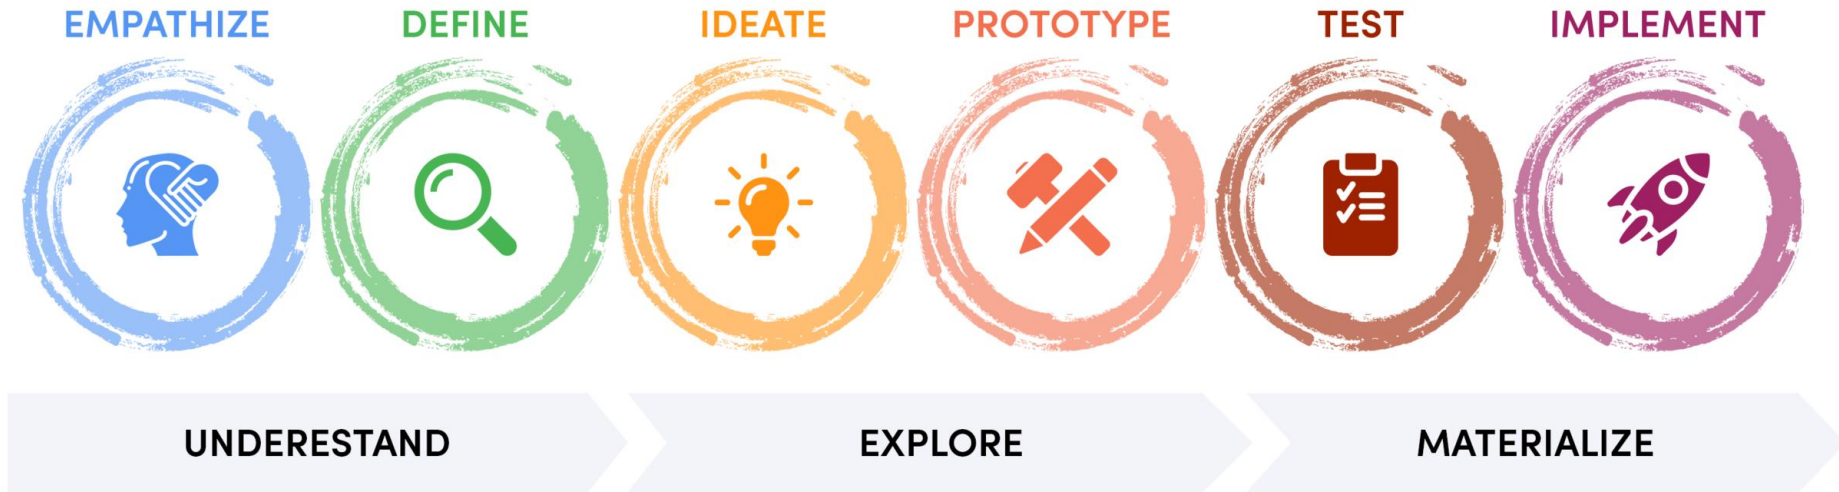 EMPATHIZE DEFINE IDEATE PROTOTYPE TEST IMPLEMENT
UNDERESTAND EXPLORE MATERIALIZE